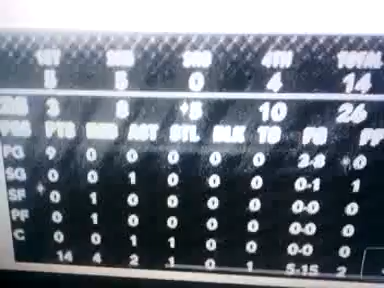 1ST 2ND 3RD 4TH TOTAL
5 5 0 4 14
3 8 5 10 26
POS PTS REB AST STL BLK TO FG PF
PG 9 0 0 0 0 0 2-8 0
SG 0 0 1 0 0 0 0-1 1
SF 0 1 0 0 0 0 0-0 0
PF 0 1 0 0 0 0 0-0 0
C 0 0 1 1 0 0 0-0 0
14 4 2 1 0 1 5-15 2